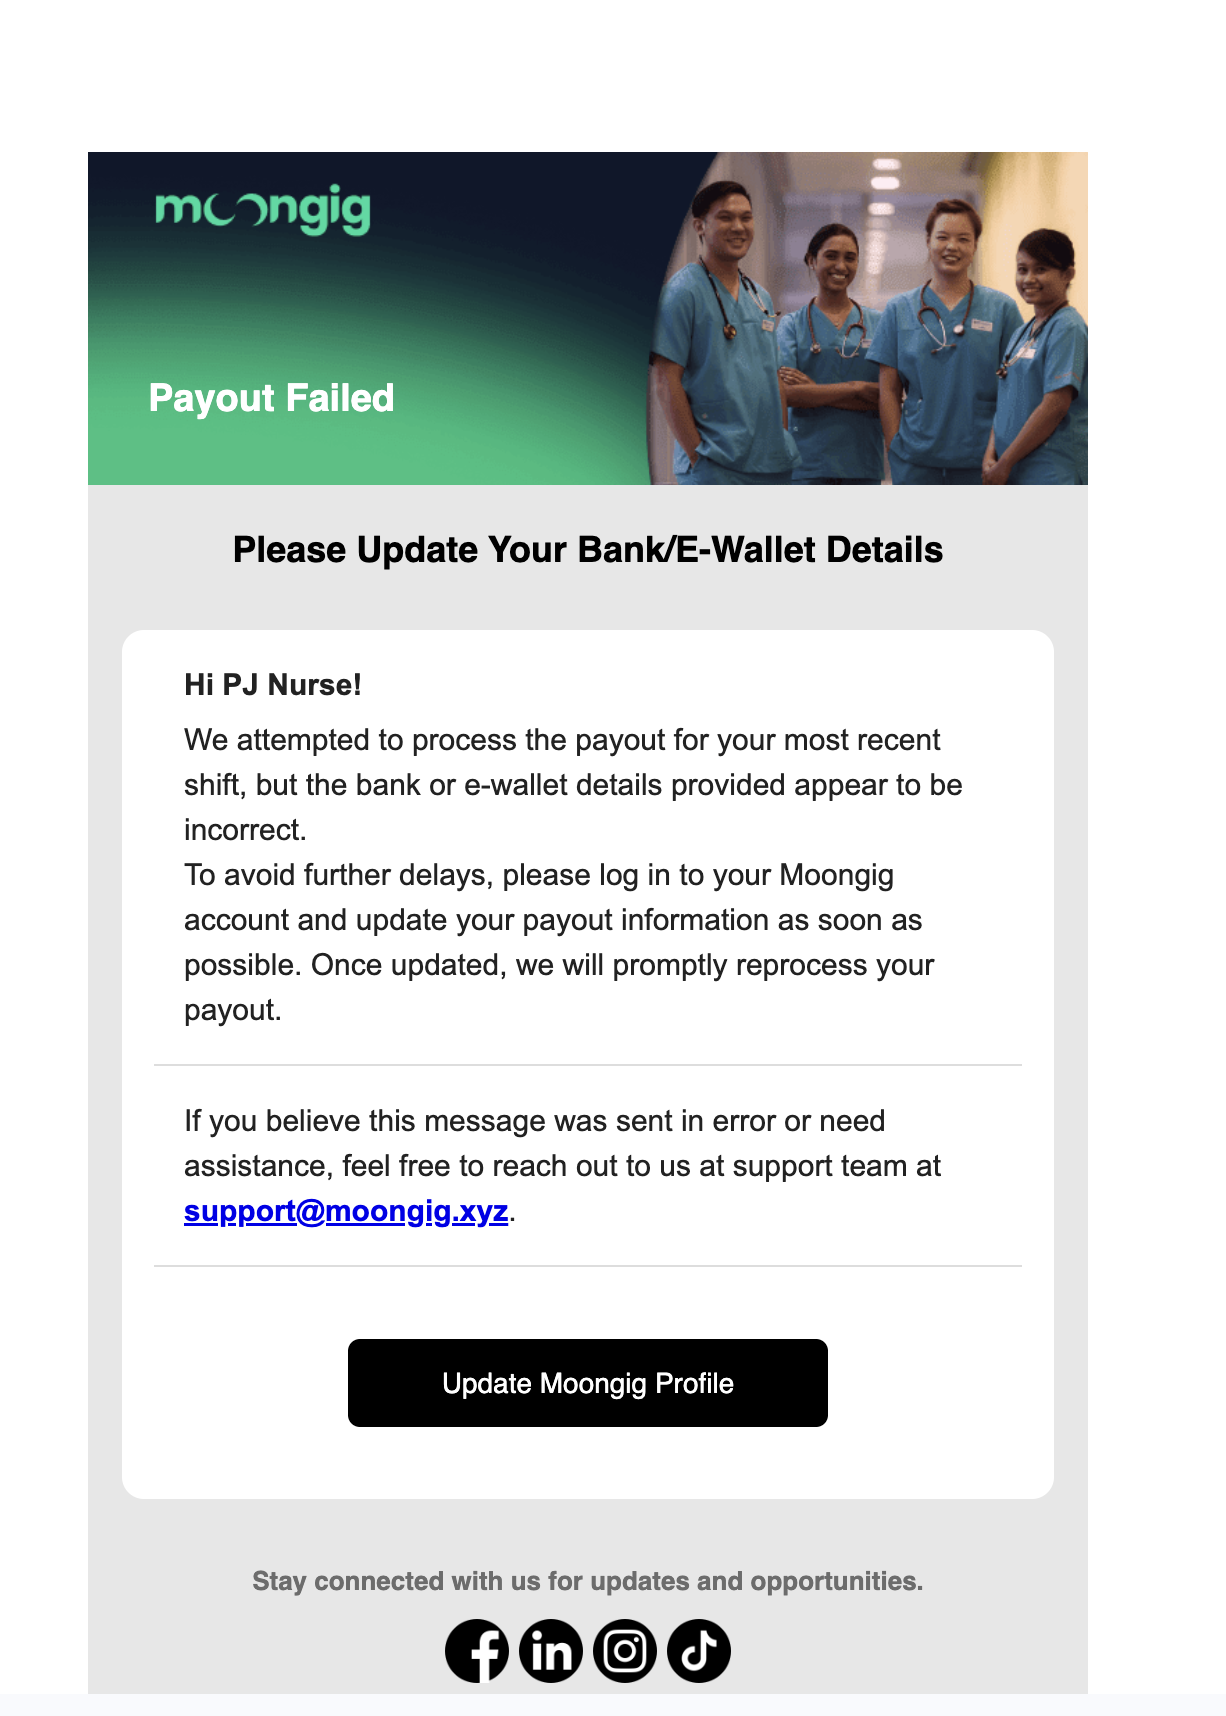 moongig
Payout Failed
Please Update Your Bank/E-Wallet Details
Hi PJ Nurse!
We attempted to process the payout for your most recent
shift, but the bank or e-wallet details provided appear to be
incorrect.
To avoid further delays, please log in to your Moongig
account and update your payout information as soon as
possible. Once updated, we will promptly reprocess your
payout.
If you believe this message was sent in error or need
assistance, feel free to reach out to us at support team at
support@moongig.xyz.
Update Moongig Profile
Stay connected with us for updates and opportunities.